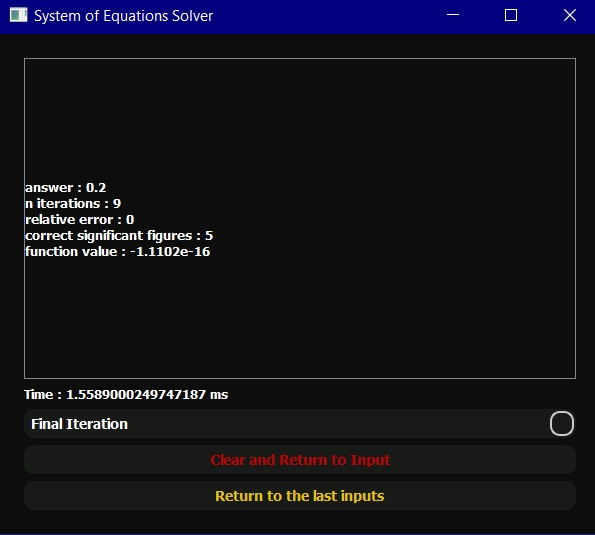 System of Equations Solver
answer : 0.2
n iterations : 9
relative error : 0
correct significant figures : 5
function value : -1.1102e-16
Time : 1.5589000249747187 ms
Final Iteration
Clear and Return to Input
Return to the last inputs